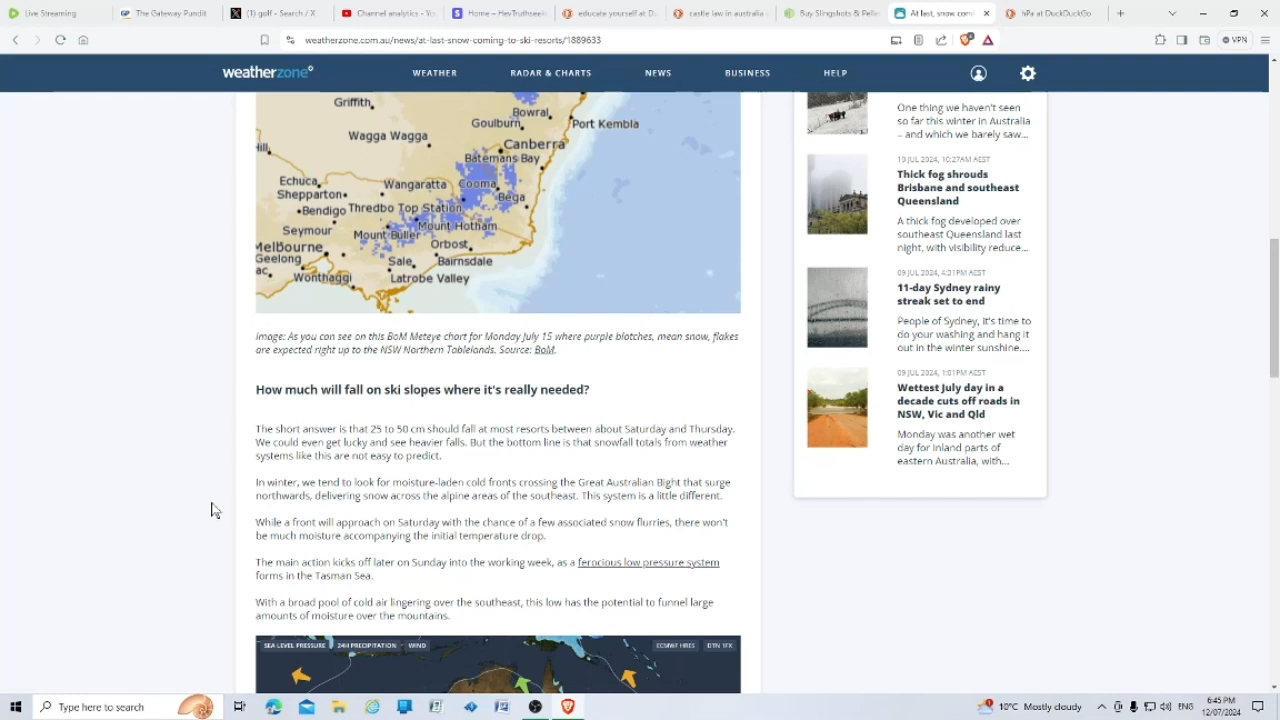 Live Streaming
The Gateway Pundit
(1) golf - Search / X
Channel analytics - Yo
Home - HeyTruthseek
educate yourself at Du
castle law in australia
Buy Slingshots & Pelle
At last, snow com
hPa at DuckDuckGo
weatherzone.com.au/news/at-last-snow-coming-to-ski-resorts/1889633
VPN
weatherzone°
WEATHER
RADAR & CHARTS
NEWS
BUSINESS
HELP
Griffith
Bowral
Goulburn
Port Kembla
Wagga Wagga
Canberra
Hill
Batemans Bay
Echuca
Wangaratta
Cooma
Shepparton
Bega
Bendigo
Thredbo Top Station
Seymour
Mount Buller
Mount Hotham
Melbourne
Orbost
Geelong
Sale
Bairnsdale
ac.
Wonthaggi
Latrobe Valley
Image: As you can see on this BoM Meteye chart for Monday July 15 where purple blotches, mean snow, flakes
are expected right up to the NSW Northern Tablelands. Source: BoM.
How much will fall on ski slopes where it's really needed?
The short answer is that 25 to 50 cm should fall at most resorts between about Saturday and Thursday.
We could even get lucky and see heavier falls. But the bottom line is that snowfall totals from weather
systems like this are not easy to predict.
In winter, we tend to look for moisture-laden cold fronts crossing the Great Australian Bight that surge
northwards, delivering snow across the alpine areas of the southeast. This system is a little different.
While a front will approach on Saturday with the chance of a few associated snow flurries, there won't
be much moisture accompanying the initial temperature drop.
The main action kicks off later on Sunday into the working week, as a ferocious low pressure system
forms in the Tasman Sea.
With a broad pool of cold air lingering over the southeast, this low has the potential to funnel large
amounts of moisture over the mountains.
SEA LEVEL PRESSURE
24H PRECIPITATION
WIND
ECMWF HRES
DTN 1FX
One thing we haven't seen
so far this winter in Australia
– and which we barely saw...
10 JUL 2024, 10:27AM AEST
Thick fog shrouds
Brisbane and southeast
Queensland
A thick fog developed over
southeast Queensland last
night, with visibility reduce...
09 JUL 2024, 4:31PM AEST
11-day Sydney rainy
streak set to end
People of Sydney, it's time to
do your washing and hang it
out in the winter sunshine....
09 JUL 2024, 1:01PM AEST
Wettest July day in a
decade cuts off roads in
NSW, Vic and Qld
Monday was another wet
day for inland parts of
eastern Australia, with...
Type here to search
10°C Mostly cloudy
ENG
6:45 PM
12/07/2024